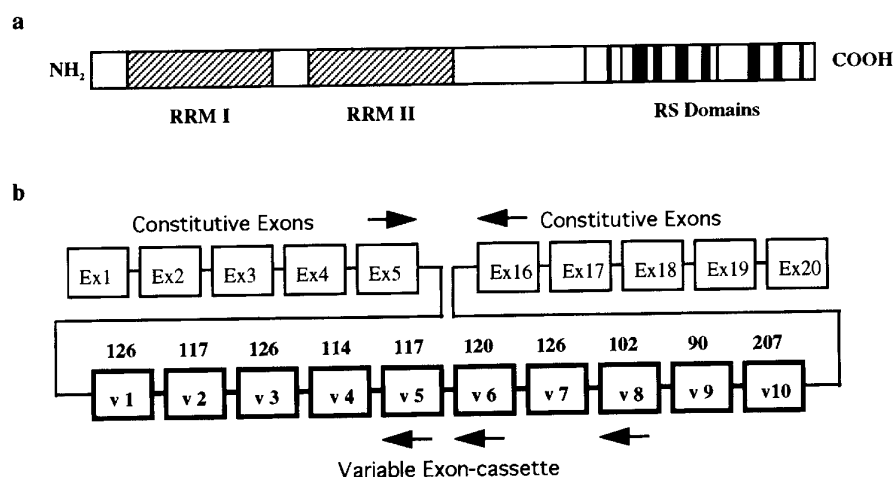 a
NH2 COOH
RRM I RRM II RS Domains
b
Constitutive Exons Constitutive Exons
Ex1 Ex2 Ex3 Ex4 Ex5 Ex16 Ex17 Ex18 Ex19 Ex20
126 117 126 114 117 120 126 102 90 207
v 1 v 2 v 3 v 4 v 5 v 6 v 7 v 8 v 9 v10
Variable Exon-cassette